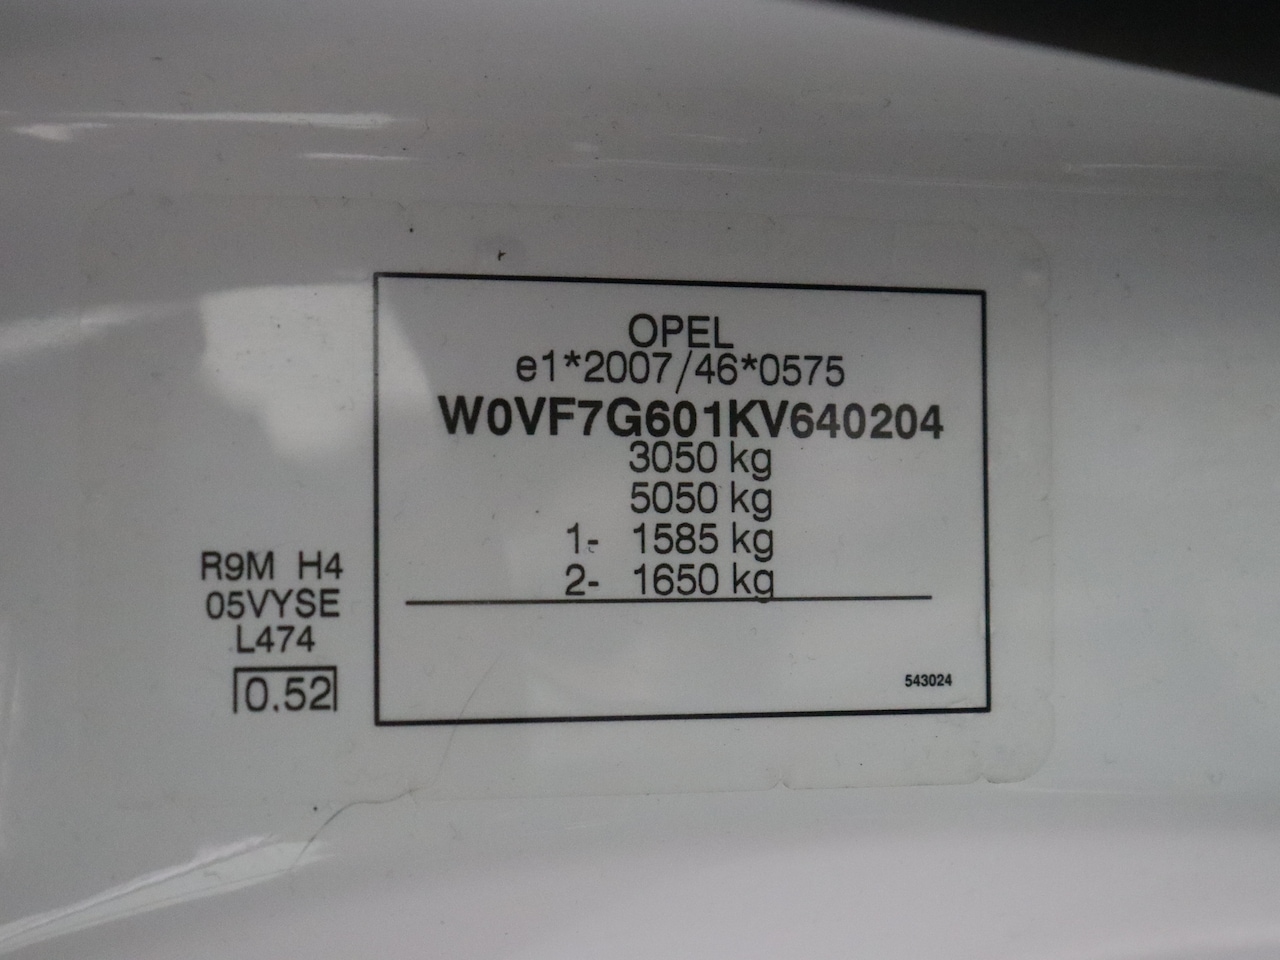 OPEL
e1*2007/46*0575
W0VF7G601KV640204
3050 kg
5050 kg
1- 1585 kg
2- 1650 kg
543024
R9M H4
05VYSE
L474
0.52